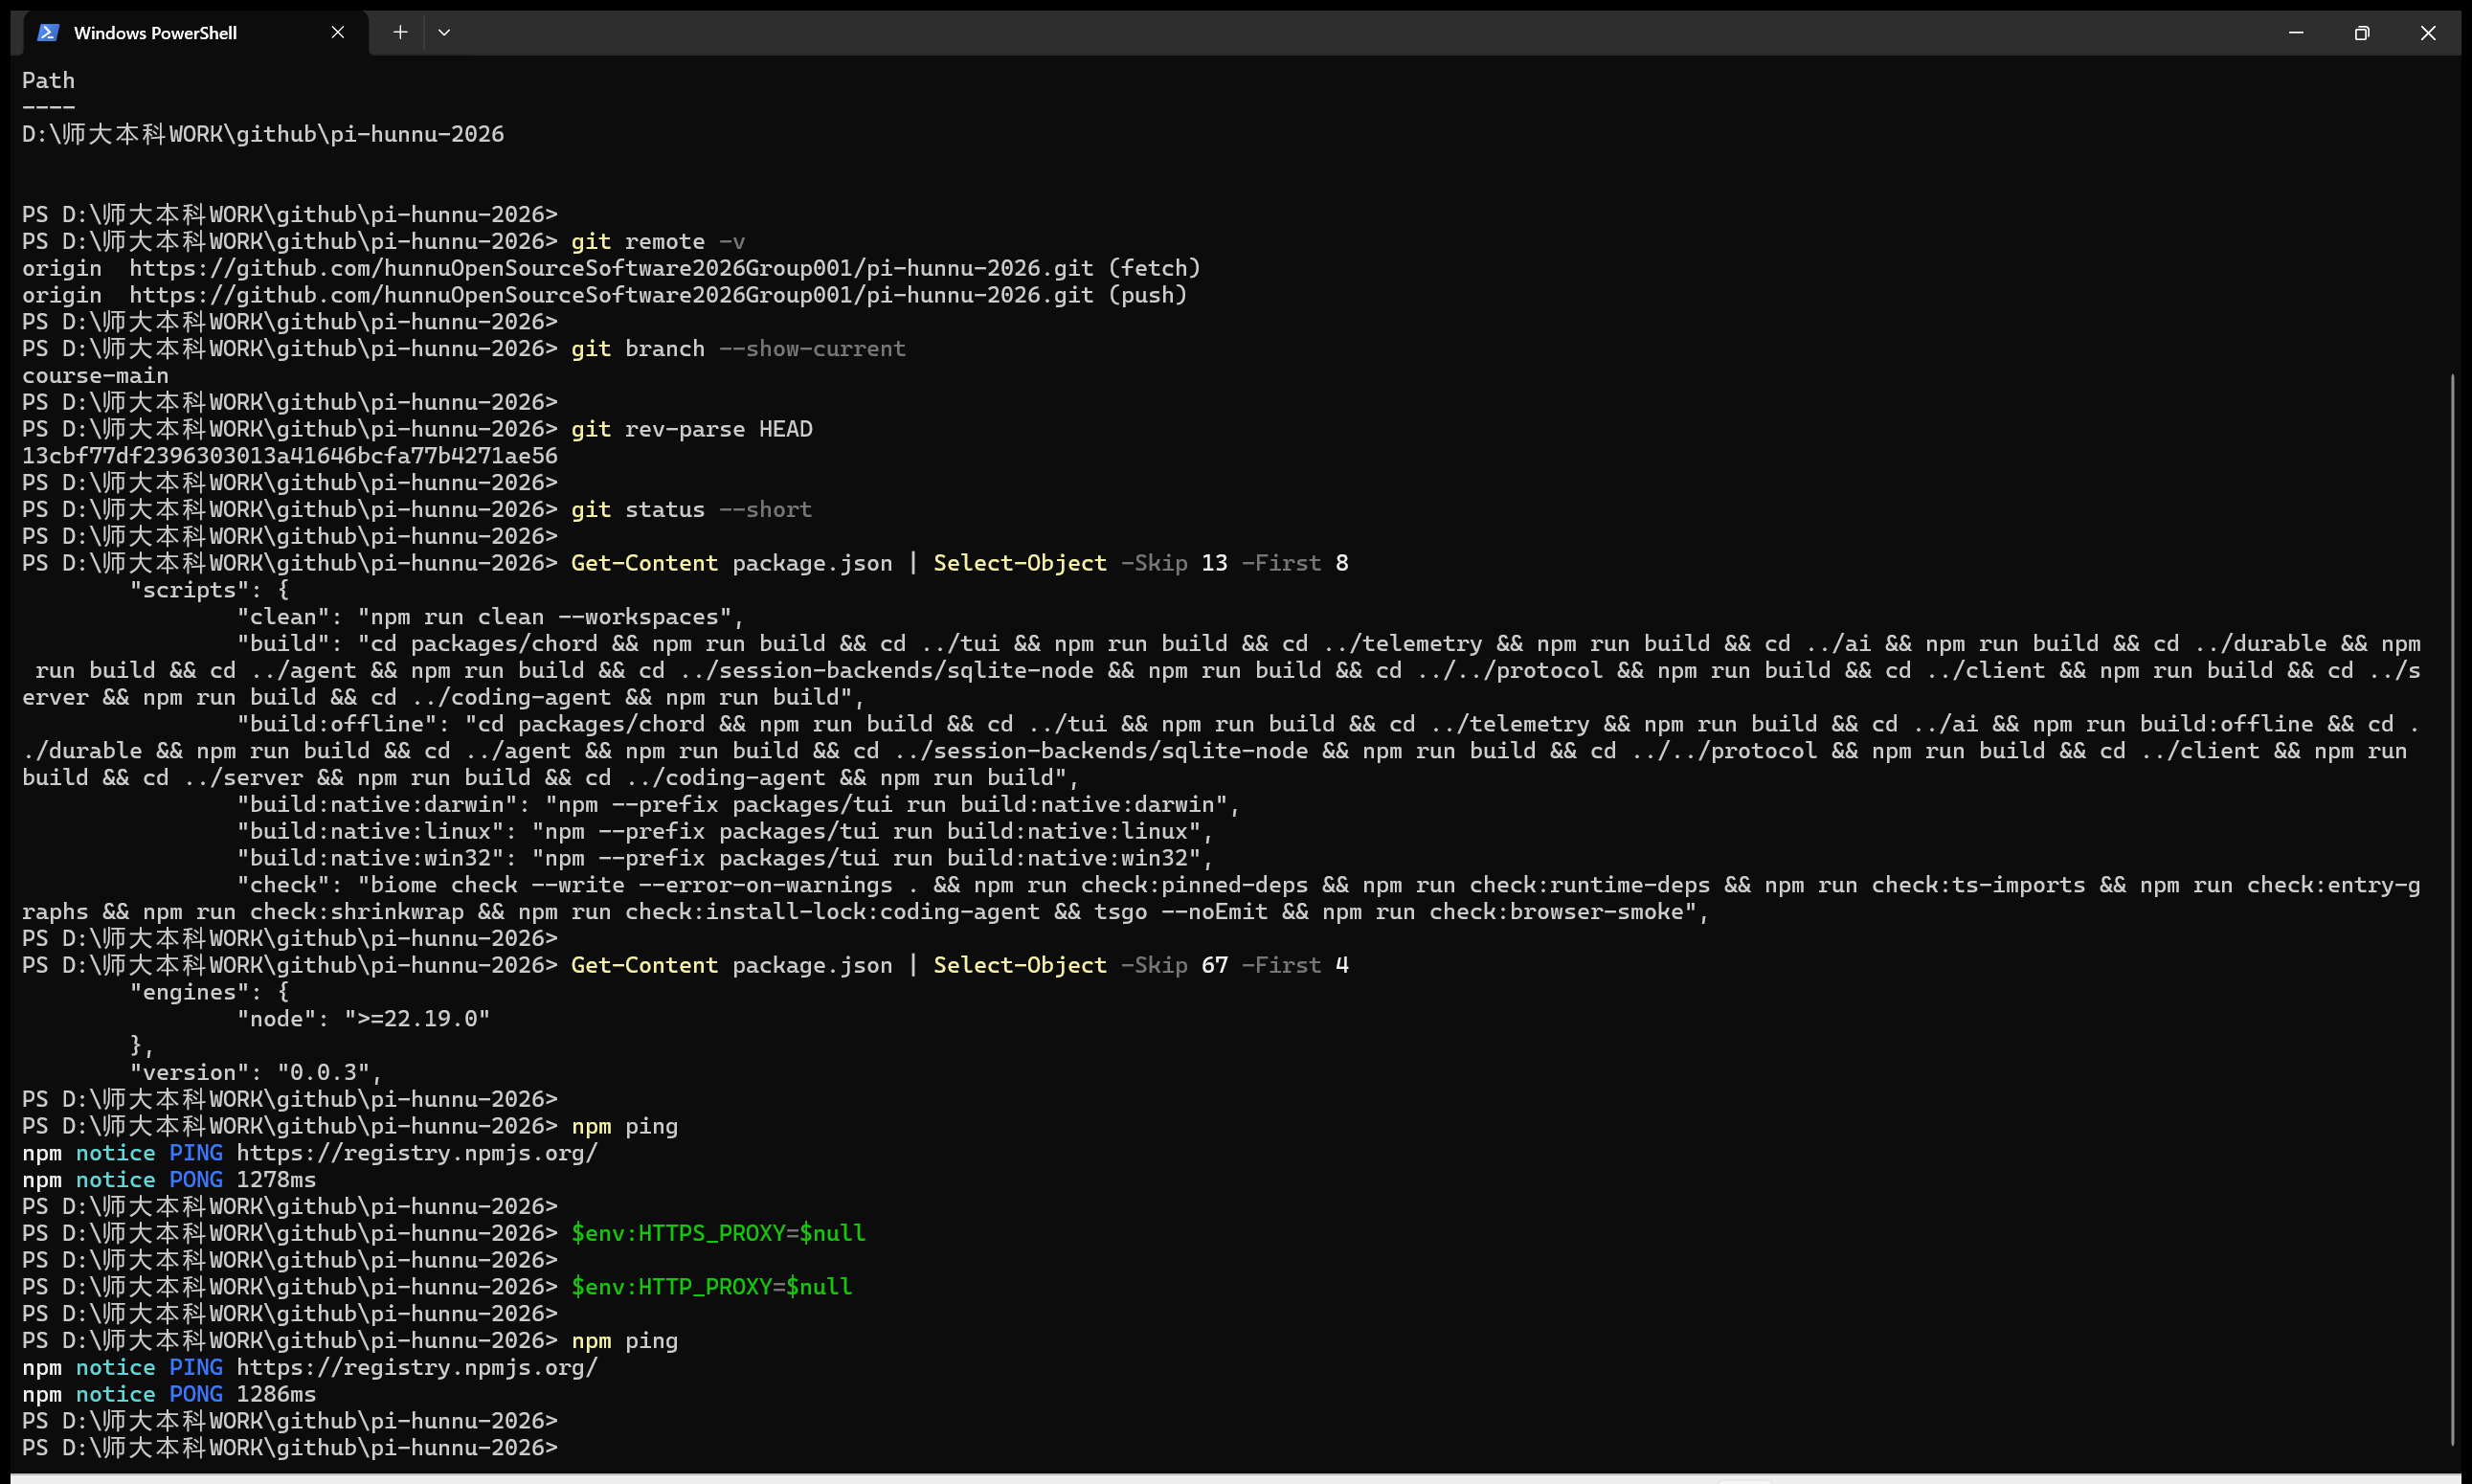 Windows PowerShell
Path
----
D:\师大本科WORK\github\pi-hunnu-2026
PS D:\师大本科WORK\github\pi-hunnu-2026>
PS D:\师大本科WORK\github\pi-hunnu-2026> git remote -v
origin  https://github.com/hunnuOpenSourceSoftware2026Group001/pi-hunnu-2026.git (fetch)
origin  https://github.com/hunnuOpenSourceSoftware2026Group001/pi-hunnu-2026.git (push)
PS D:\师大本科WORK\github\pi-hunnu-2026>
PS D:\师大本科WORK\github\pi-hunnu-2026> git branch --show-current
course-main
PS D:\师大本科WORK\github\pi-hunnu-2026>
PS D:\师大本科WORK\github\pi-hunnu-2026> git rev-parse HEAD
13cbf77df2396303013a41646bcfa77b4271ae56
PS D:\师大本科WORK\github\pi-hunnu-2026>
PS D:\师大本科WORK\github\pi-hunnu-2026> git status --short
PS D:\师大本科WORK\github\pi-hunnu-2026>
PS D:\师大本科WORK\github\pi-hunnu-2026> Get-Content package.json | Select-Object -Skip 13 -First 8
        "scripts": {
                "clean": "npm run clean --workspaces",
                "build": "cd packages/chord && npm run build && cd ../tui && npm run build && cd ../telemetry && npm run build && cd ../ai && npm run build && cd ../durable && npm
 run build && cd ../agent && npm run build && cd ../session-backends/sqlite-node && npm run build && cd ../../protocol && npm run build && cd ../client && npm run build && cd ../s
erver && npm run build && cd ../coding-agent && npm run build",
                "build:offline": "cd packages/chord && npm run build && cd ../tui && npm run build && cd ../telemetry && npm run build && cd ../ai && npm run build:offline && cd .
./durable && npm run build && cd ../agent && npm run build && cd ../session-backends/sqlite-node && npm run build && cd ../../protocol && npm run build && cd ../client && npm run
build && cd ../server && npm run build && cd ../coding-agent && npm run build",
                "build:native:darwin": "npm --prefix packages/tui run build:native:darwin",
                "build:native:linux": "npm --prefix packages/tui run build:native:linux",
                "build:native:win32": "npm --prefix packages/tui run build:native:win32",
                "check": "biome check --write --error-on-warnings . && npm run check:pinned-deps && npm run check:runtime-deps && npm run check:ts-imports && npm run check:entry-g
raphs && npm run check:shrinkwrap && npm run check:install-lock:coding-agent && tsgo --noEmit && npm run check:browser-smoke",
PS D:\师大本科WORK\github\pi-hunnu-2026>
PS D:\师大本科WORK\github\pi-hunnu-2026> Get-Content package.json | Select-Object -Skip 67 -First 4
        "engines": {
                "node": ">=22.19.0"
        },
        "version": "0.0.3",
PS D:\师大本科WORK\github\pi-hunnu-2026>
PS D:\师大本科WORK\github\pi-hunnu-2026> npm ping
npm notice PING https://registry.npmjs.org/
npm notice PONG 1278ms
PS D:\师大本科WORK\github\pi-hunnu-2026>
PS D:\师大本科WORK\github\pi-hunnu-2026> $env:HTTPS_PROXY=$null
PS D:\师大本科WORK\github\pi-hunnu-2026>
PS D:\师大本科WORK\github\pi-hunnu-2026> $env:HTTP_PROXY=$null
PS D:\师大本科WORK\github\pi-hunnu-2026>
PS D:\师大本科WORK\github\pi-hunnu-2026> npm ping
npm notice PING https://registry.npmjs.org/
npm notice PONG 1286ms
PS D:\师大本科WORK\github\pi-hunnu-2026>
PS D:\师大本科WORK\github\pi-hunnu-2026>